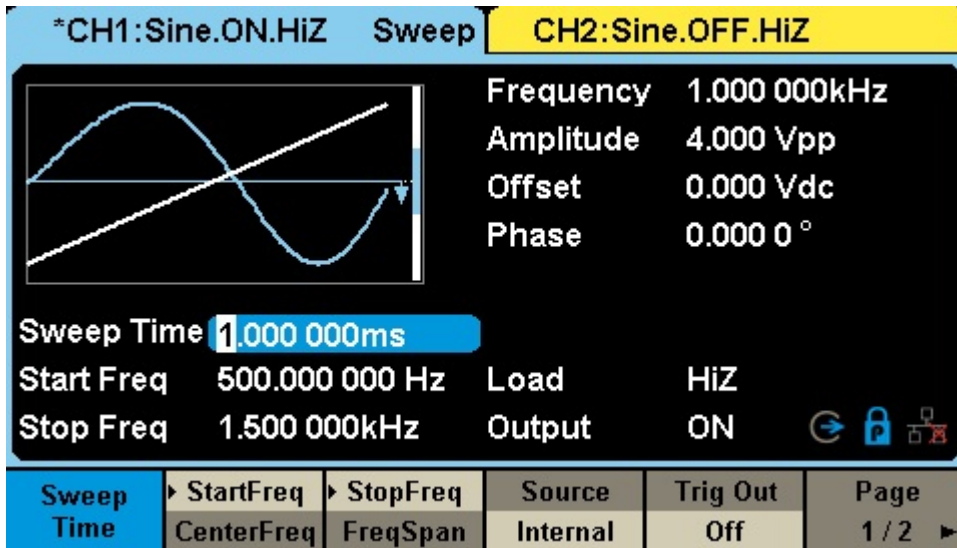 *CH1:Sine.ON.HiZ Sweep CH2:Sine.OFF.HiZ
Frequency 1.000 000kHz
Amplitude 4.000 Vpp
Offset 0.000 Vdc
Phase 0.000 0 °
Sweep Time 1.000 000ms
Start Freq 500.000 000 Hz Load HiZ
Stop Freq 1.500 000kHz Output ON P
Sweep Time StartFreq StopFreq Source Trig Out Page
CenterFreq FreqSpan Internal Off 1 / 2